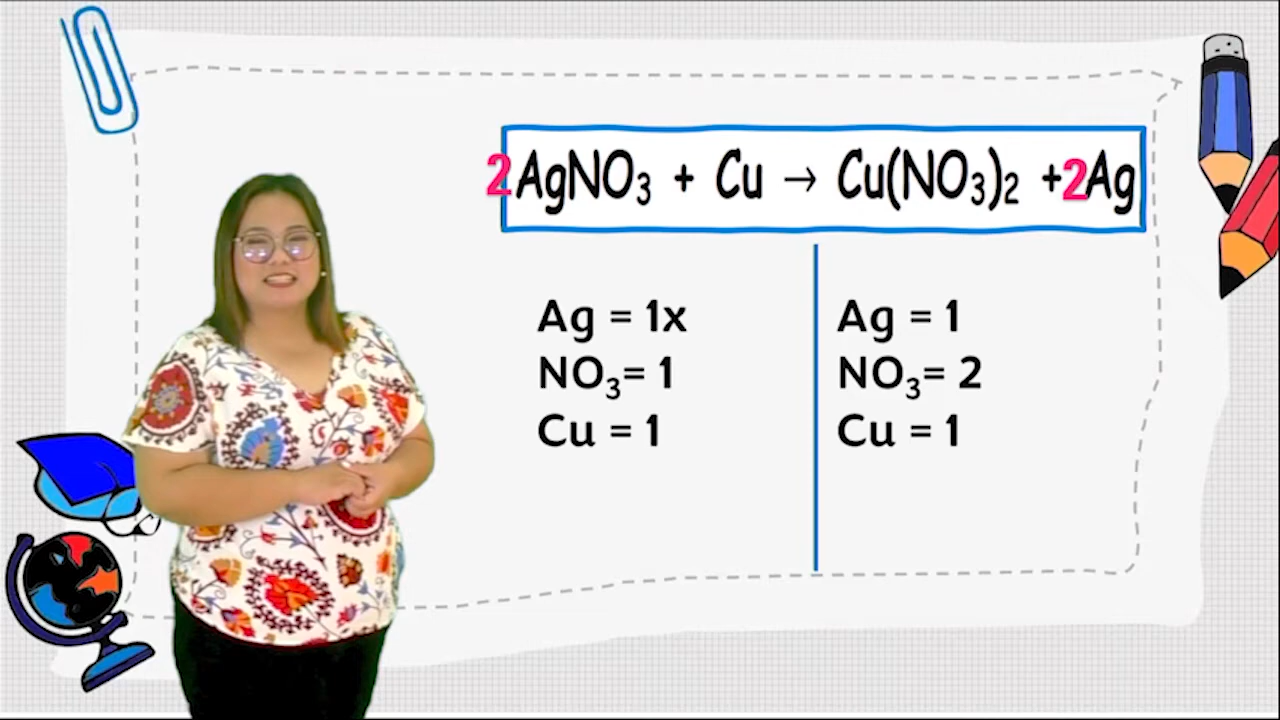 2AgNO₃ + Cu → Cu(NO₃)₂ +2Ag
Ag = 1x
NO₃= 1
Cu = 1
Ag = 1
NO₃= 2
Cu = 1